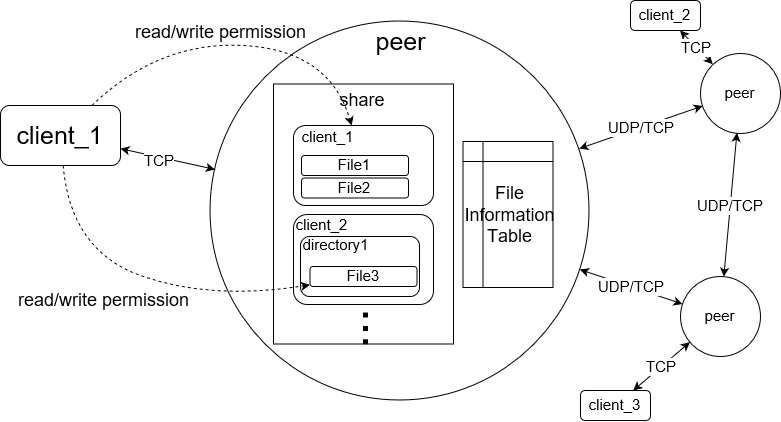 read/write permission
client_1
TCP
read/write permission
peer
share
client_1
File1
File2
client_2
directory1
File3
File
Information
Table
client_2
TCP
peer
UDP/TCP
UDP/TCP
UDP/TCP
peer
TCP
client_3